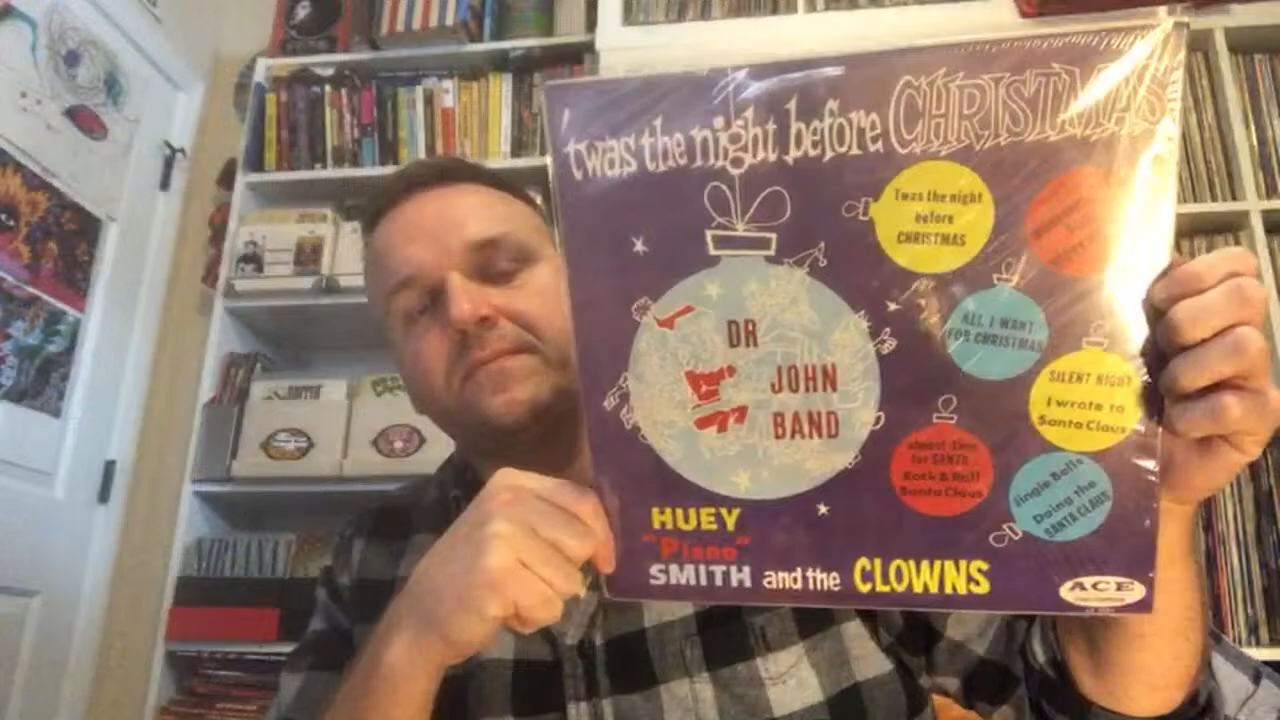 'twas the night before CHRISTMAS
Twas the night
before
CHRISTMAS
ALL I WANT
FOR CHRISTMAS
SILENT NIGHT
I wrote to
Santa Claus
DR
JOHN
BAND
almost time
for SANTA
Rock & Roll
Santa Claus
Jingle Bells
Doing the
SANTA CLAUS
HUEY
"Piano"
SMITH and the CLOWNS
ACE